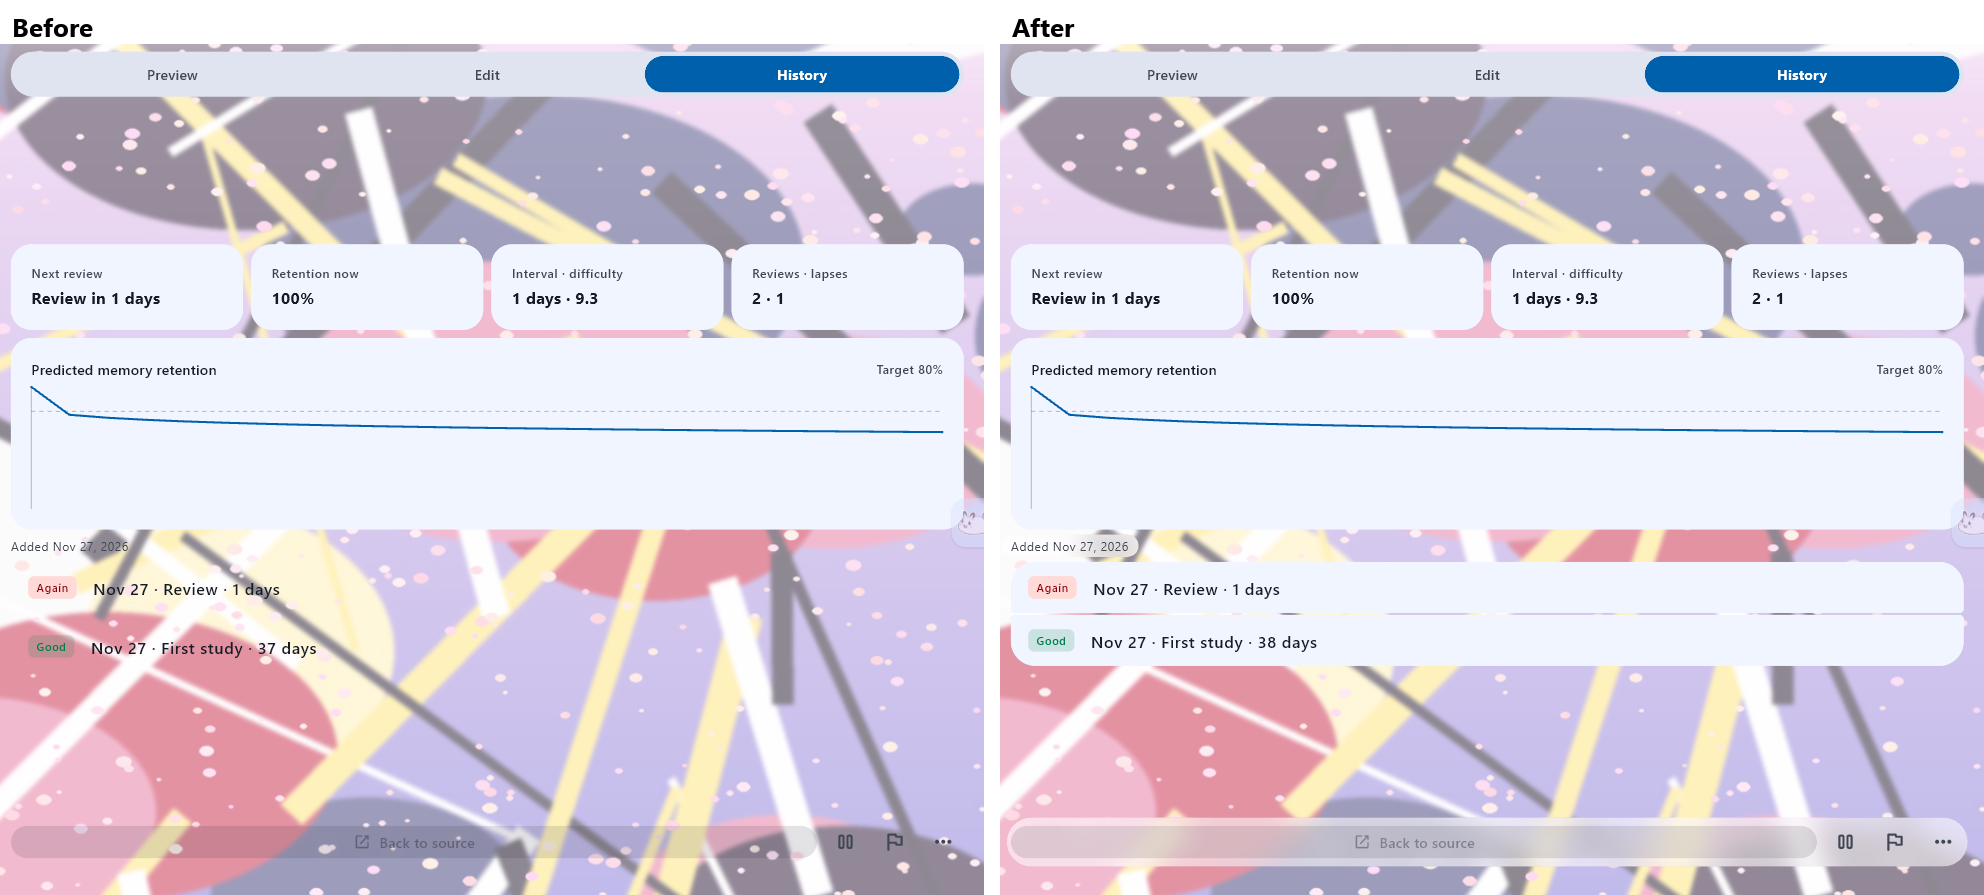 Before
Preview Edit History
Next review Retention now Interval · difficulty Reviews · lapses
Review in 1 days 100% 1 days · 9.3 2 · 1
Predicted memory retention Target 80%
Added Nov 27, 2026
Again Nov 27 · Review · 1 days
Good Nov 27 · First study · 37 days
Back to source
After
Preview Edit History
Next review Retention now Interval · difficulty Reviews · lapses
Review in 1 days 100% 1 days · 9.3 2 · 1
Predicted memory retention Target 80%
Added Nov 27, 2026
Again Nov 27 · Review · 1 days
Good Nov 27 · First study · 38 days
Back to source